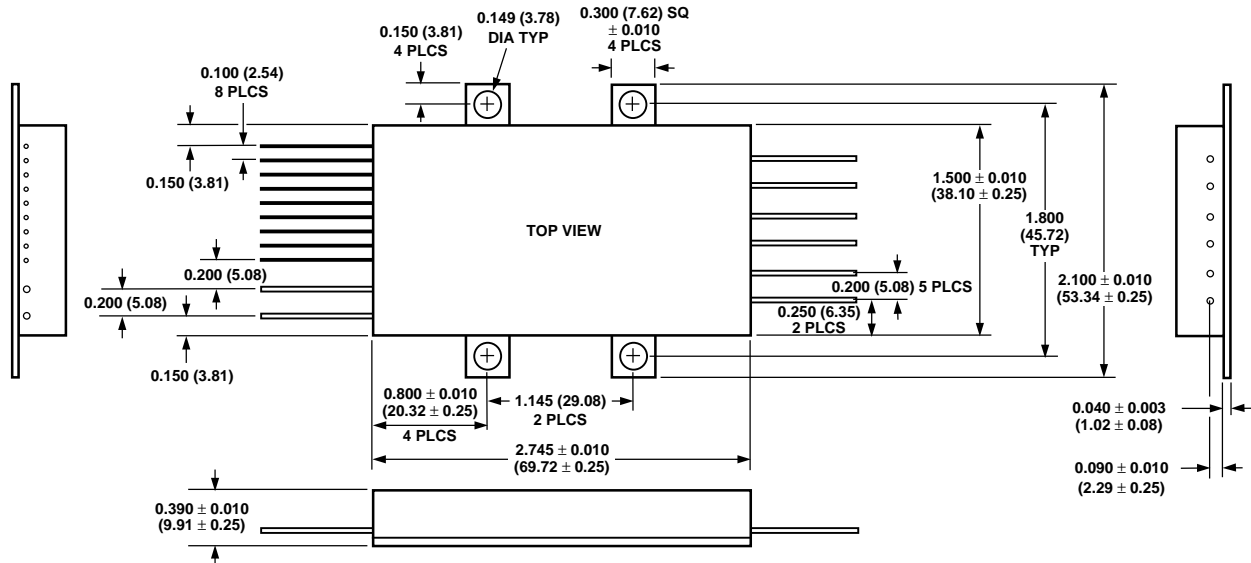 0.150 (3.81)
4 PLCS
0.149 (3.78)
DIA TYP
0.300 (7.62) SQ
± 0.010
4 PLCS
0.100 (2.54)
8 PLCS
0.150 (3.81)
TOP VIEW
1.500 ± 0.010
(38.10 ± 0.25)
1.800
(45.72)
TYP
2.100 ± 0.010
(53.34 ± 0.25)
0.200 (5.08)
0.200 (5.08)
0.200 (5.08) 5 PLCS
0.250 (6.35)
2 PLCS
0.150 (3.81)
0.800 ± 0.010
(20.32 ± 0.25)
4 PLCS
1.145 (29.08)
2 PLCS
2.745 ± 0.010
(69.72 ± 0.25)
0.040 ± 0.003
(1.02 ± 0.08)
0.090 ± 0.010
(2.29 ± 0.25)
0.390 ± 0.010
(9.91 ± 0.25)